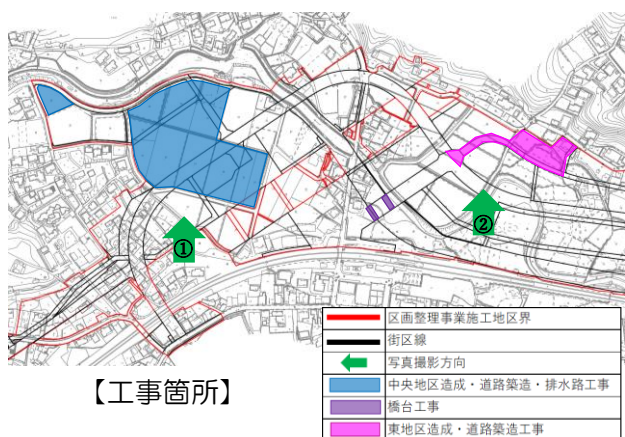 ①
②
【工事箇所】
区画整理事業施工地区界
街区線
写真撮影方向
中央地区造成・道路築造・排水路工事
橋台工事
東地区造成・道路築造工事